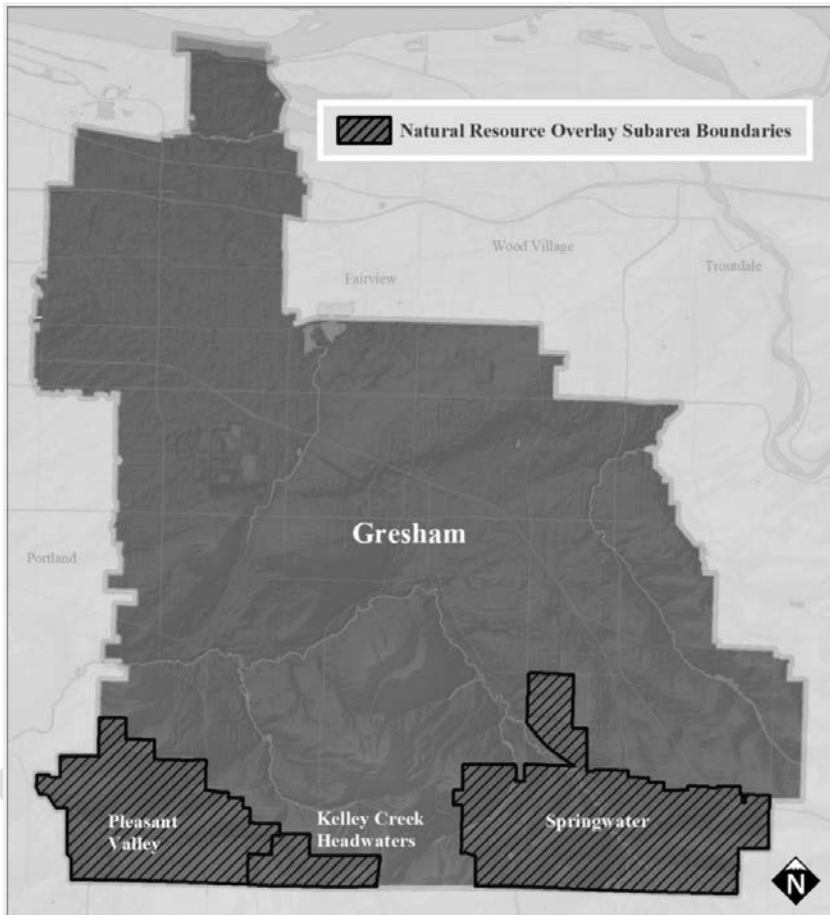 Natural Resource Overlay Subarea Boundaries
Wood Village
Troutdale
Fairview
Gresham
Portland
Pleasant
Valley
Kelley Creek
Headwaters
Springwater
N